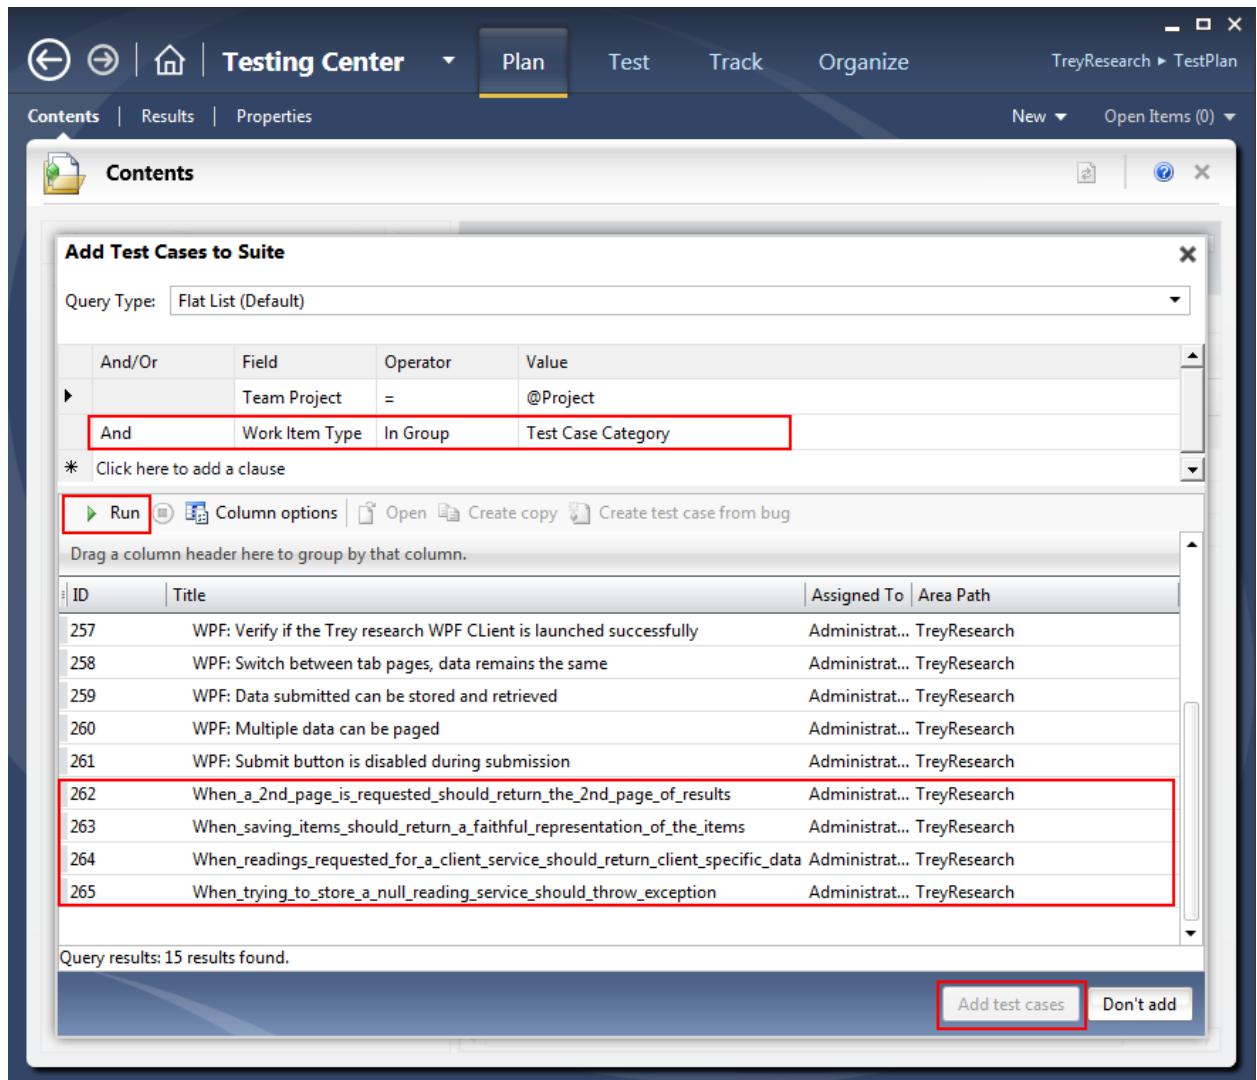 Testing Center Plan Test Track Organize TreyResearch ▸ TestPlan
Contents | Results | Properties New Open Items (0)
Contents
Add Test Cases to Suite
Query Type: Flat List (Default)
And/Or Field Operator Value
Team Project = @Project
And Work Item Type In Group Test Case Category
* Click here to add a clause
Run Column options Open Create copy Create test case from bug
Drag a column header here to group by that column.
ID Title Assigned To Area Path
257 WPF: Verify if the Trey research WPF CLient is launched successfully Administrat... TreyResearch
258 WPF: Switch between tab pages, data remains the same Administrat... TreyResearch
259 WPF: Data submitted can be stored and retrieved Administrat... TreyResearch
260 WPF: Multiple data can be paged Administrat... TreyResearch
261 WPF: Submit button is disabled during submission Administrat... TreyResearch
262 When_a_2nd_page_is_requested_should_return_the_2nd_page_of_results Administrat... TreyResearch
263 When_saving_items_should_return_a_faithful_representation_of_the_items Administrat... TreyResearch
264 When_readings_requested_for_a_client_service_should_return_client_specific_data Administrat... TreyResearch
265 When_trying_to_store_a_null_reading_service_should_throw_exception Administrat... TreyResearch
Query results: 15 results found.
Add test cases Don't add